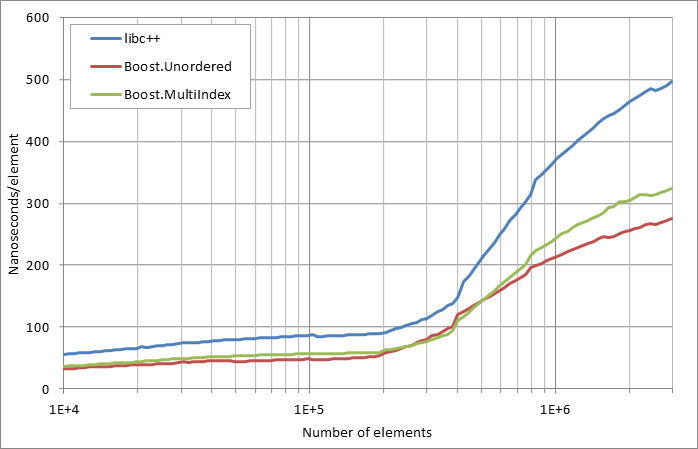 600
500
400
300
200
100
0
Nanoseconds/element
libc++
Boost.Unordered
Boost.MultiIndex
1E+4 1E+5 1E+6
Number of elements